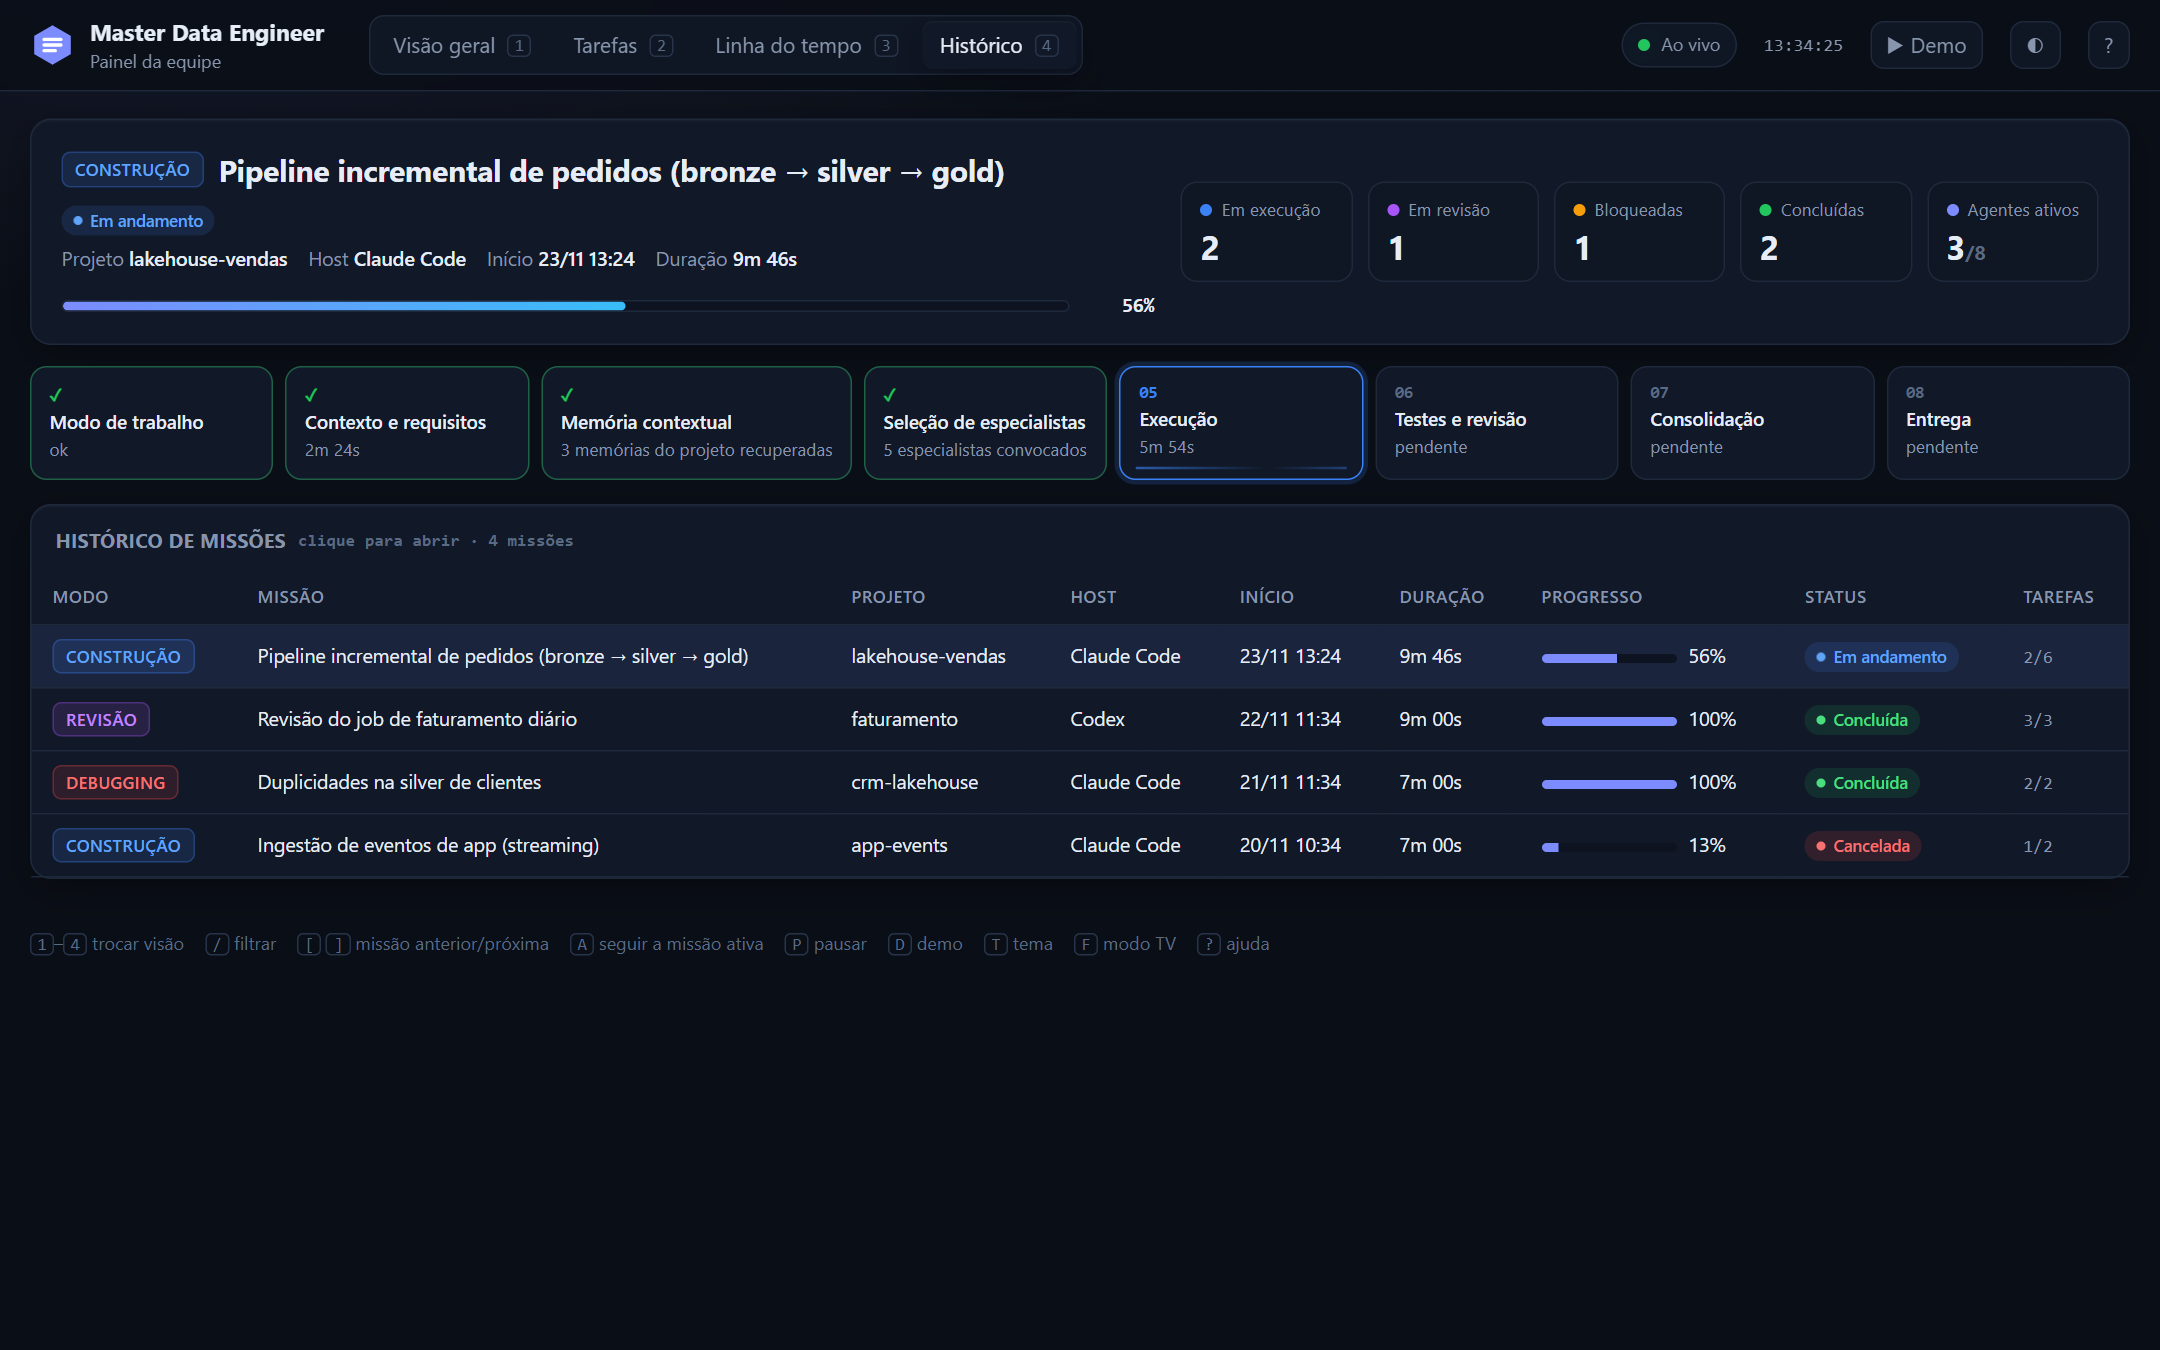 Master Data Engineer
Painel da equipe
Visão geral 1 Tarefas 2 Linha do tempo 3 Histórico 4
Ao vivo 13:34:25 ▶ Demo ?
CONSTRUÇÃO Pipeline incremental de pedidos (bronze → silver → gold)
Em andamento
Projeto lakehouse-vendas Host Claude Code Início 23/11 13:24 Duração 9m 46s
56%
Em execução
2
Em revisão
1
Bloqueadas
1
Concluídas
2
Agentes ativos
3/8
✓
Modo de trabalho
ok
✓
Contexto e requisitos
2m 24s
✓
Memória contextual
3 memórias do projeto recuperadas
✓
Seleção de especialistas
5 especialistas convocados
05
Execução
5m 54s
06
Testes e revisão
pendente
07
Consolidação
pendente
08
Entrega
pendente
HISTÓRICO DE MISSÕES clique para abrir · 4 missões
MODO MISSÃO PROJETO HOST INÍCIO DURAÇÃO PROGRESSO STATUS TAREFAS
CONSTRUÇÃO Pipeline incremental de pedidos (bronze → silver → gold) lakehouse-vendas Claude Code 23/11 13:24 9m 46s 56% Em andamento 2/6
REVISÃO Revisão do job de faturamento diário faturamento Codex 22/11 11:34 9m 00s 100% Concluída 3/3
DEBUGGING Duplicidades na silver de clientes crm-lakehouse Claude Code 21/11 11:34 7m 00s 100% Concluída 2/2
CONSTRUÇÃO Ingestão de eventos de app (streaming) app-events Claude Code 20/11 10:34 7m 00s 13% Cancelada 1/2
1–4 trocar visão / filtrar [ ] missão anterior/próxima A seguir a missão ativa P pausar D demo T tema F modo TV ? ajuda